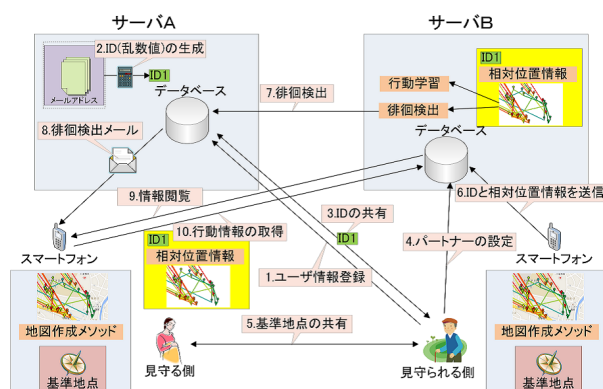 サーバA
サーバB
2.ID(乱数値)の生成
ID1
メールアドレス
データベース
7.徘徊検出
行動学習
徘徊検出
ID1
相対位置情報
データベース
8.徘徊検出メール
9.情報閲覧
3.IDの共有
ID1
6.IDと相対位置情報を送信
10.行動情報の取得
4.パートナーの設定
スマートフォン
ID1
相対位置情報
1.ユーザ情報登録
スマートフォン
地図作成メソッド
基準地点
5.基準地点の共有
見守る側
見守られる側
地図作成メソッド
基準地点